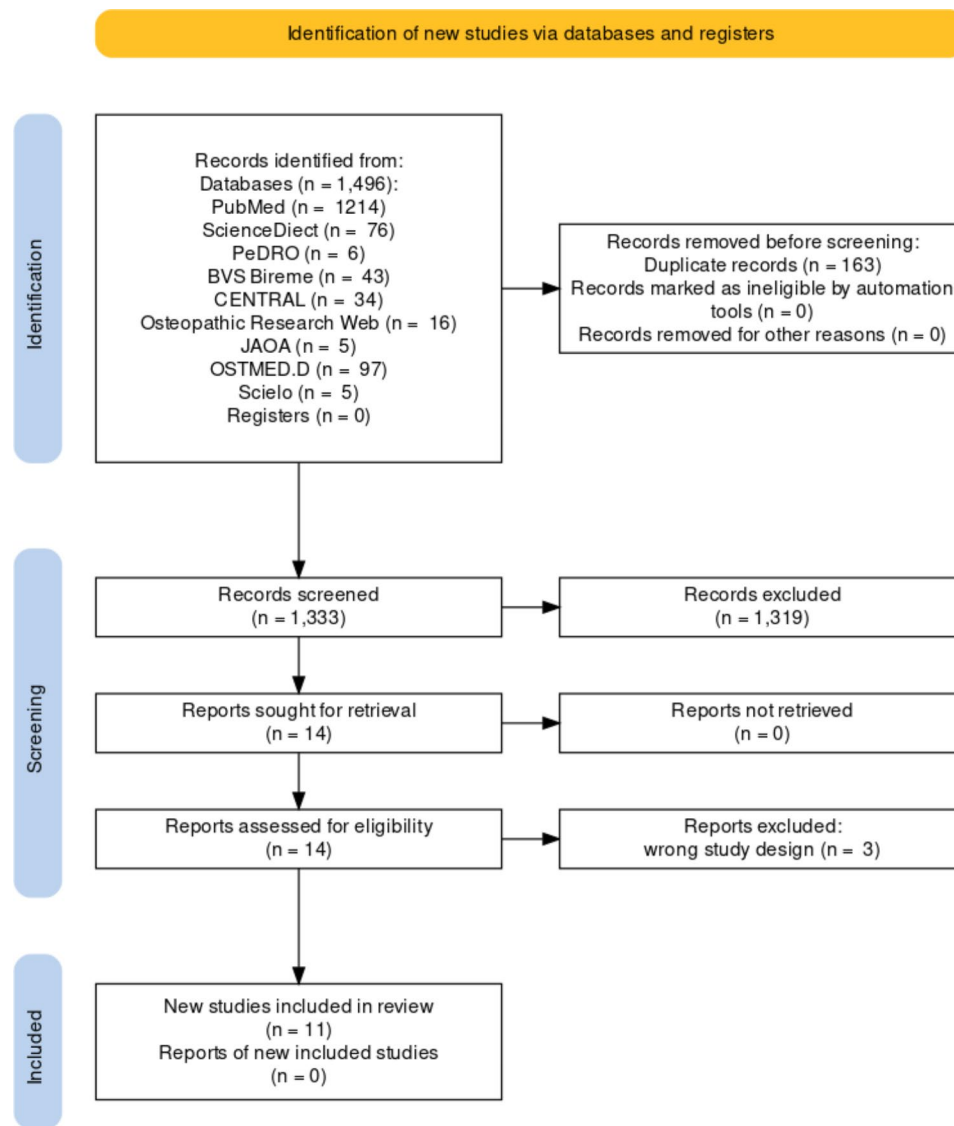 Identification of new studies via databases and registers
Identification
Records identified from:
Databases (n = 1,496):
PubMed (n = 1214)
ScienceDiect (n = 76)
PeDRO (n = 6)
BVS Bireme (n = 43)
CENTRAL (n = 34)
Osteopathic Research Web (n = 16)
JAOA (n = 5)
OSTMED.D (n = 97)
Scielo (n = 5)
Registers (n = 0)
Records removed before screening:
Duplicate records (n = 163)
Records marked as ineligible by automation
tools (n = 0)
Records removed for other reasons (n = 0)
Screening
Records screened
(n = 1,333)
Records excluded
(n = 1,319)
Reports sought for retrieval
(n = 14)
Reports not retrieved
(n = 0)
Reports assessed for eligibility
(n = 14)
Reports excluded:
wrong study design (n = 3)
Included
New studies included in review
(n = 11)
Reports of new included studies
(n = 0)